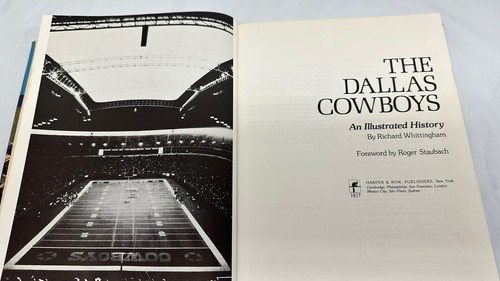 COWBOYS
THE
DALLAS
COWBOYS
An Illustrated History
By Richard Whittingham
Foreword by Roger Staubach
HARPER & ROW, PUBLISHERS, New York
Cambridge, Philadelphia, San Francisco, London
Mexico City, São Paulo, Sydney
1817